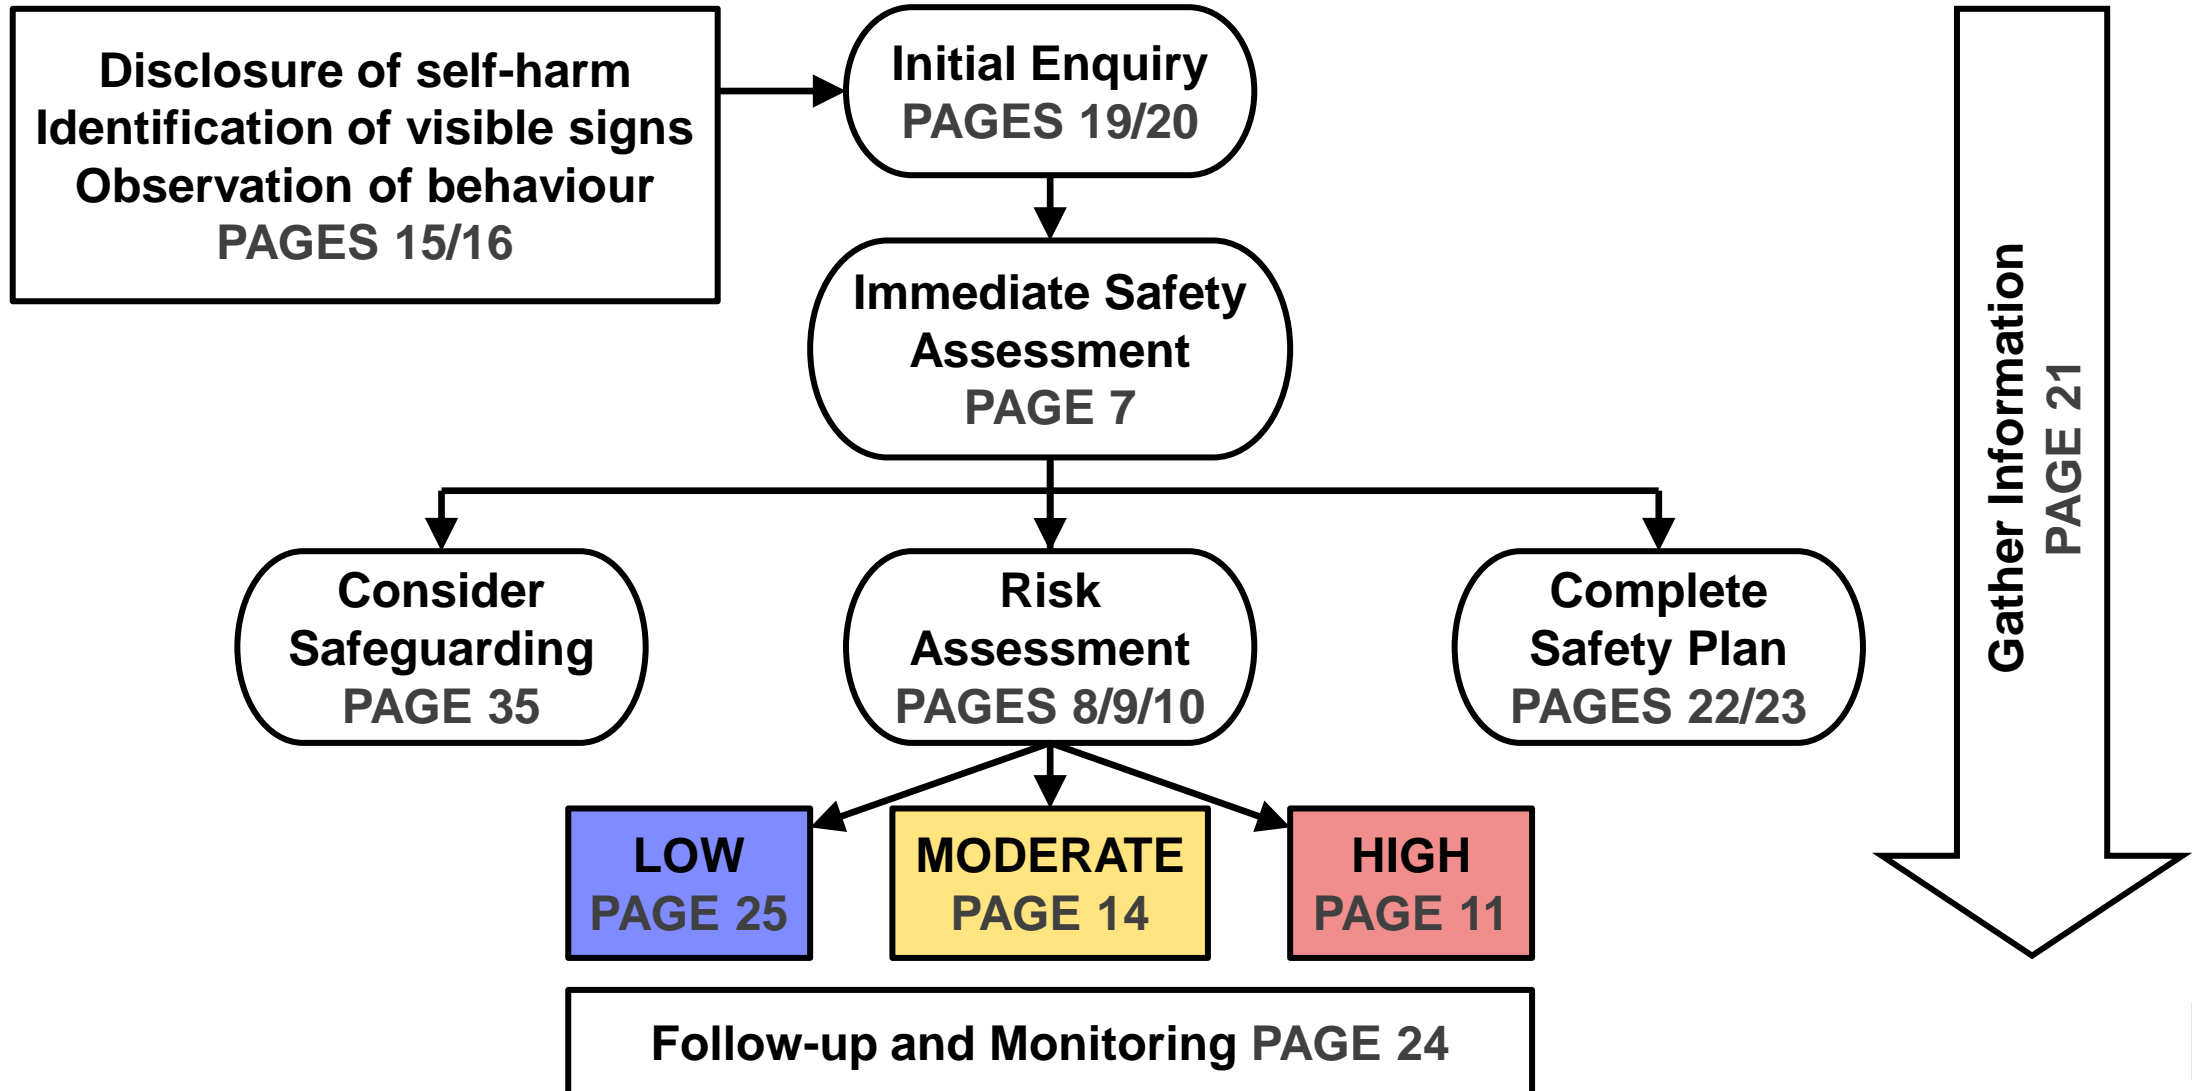 Disclosure of self-harm
Identification of visible signs
Observation of behaviour
PAGES 15/16
Initial Enquiry
PAGES 19/20
Immediate Safety
Assessment
PAGE 7
Consider
Safeguarding
PAGE 35
Risk
Assessment
PAGES 8/9/10
Complete
Safety Plan
PAGES 22/23
LOW
PAGE 25
MODERATE
PAGE 14
HIGH
PAGE 11
Follow-up and Monitoring PAGE 24
Gather Information
PAGE 21